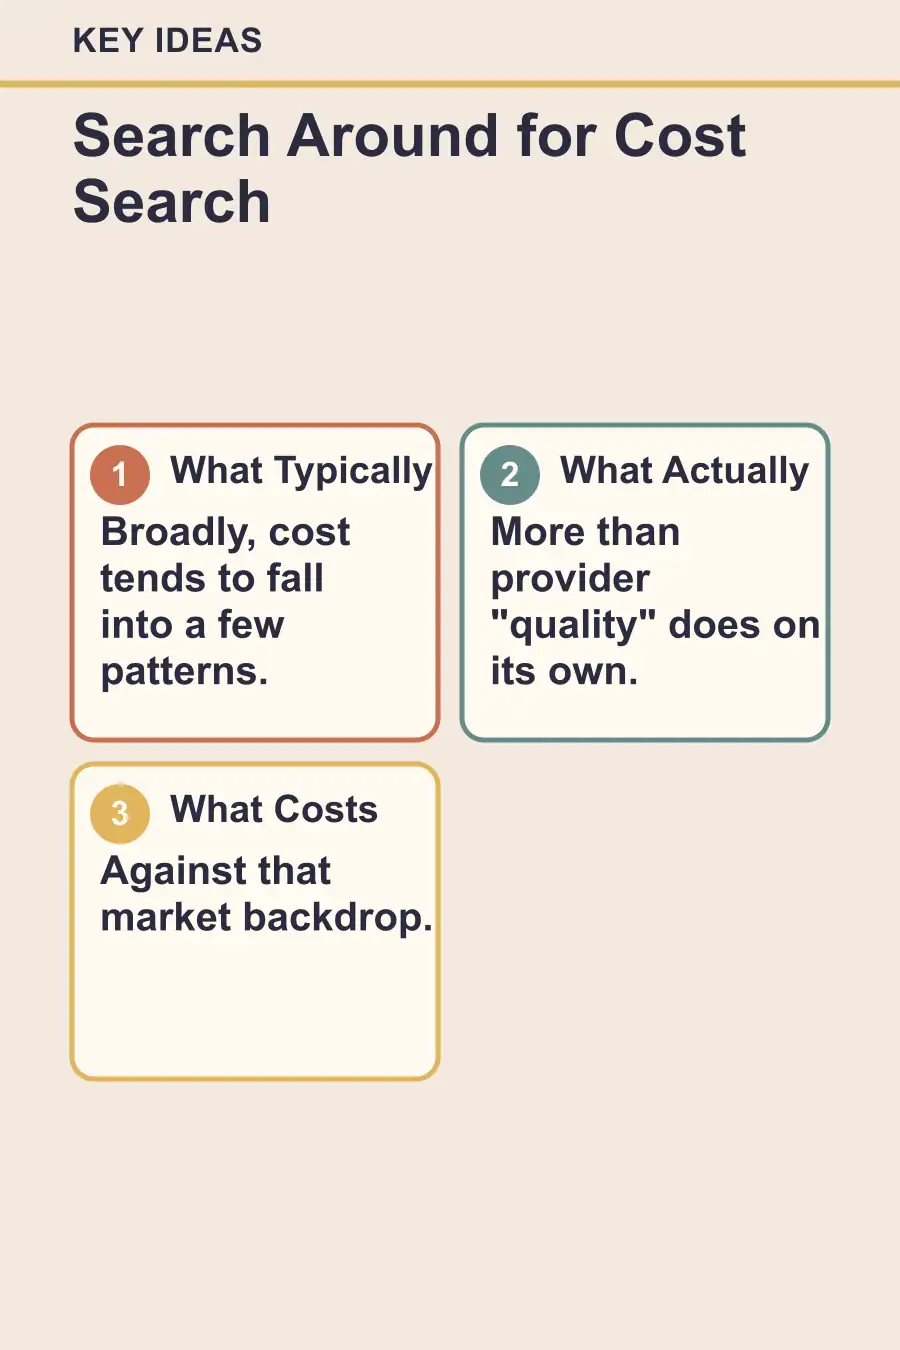 KEY IDEAS
Search Around for Cost
Search
1
What Typically
Broadly, cost
tends to fall
into a few
patterns.
2
What Actually
More than
provider
"quality" does on
its own.
3
What Costs
Against that
market backdrop.